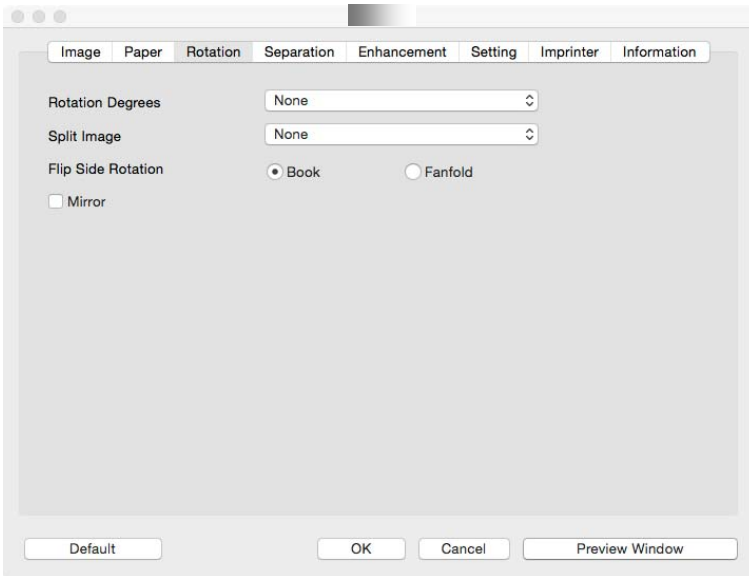 Image Paper Rotation Separation Enhancement Setting Imprinter Information
Rotation Degrees None
Split Image None
Flip Side Rotation Book Fanfold
Mirror
Default OK Cancel Preview Window